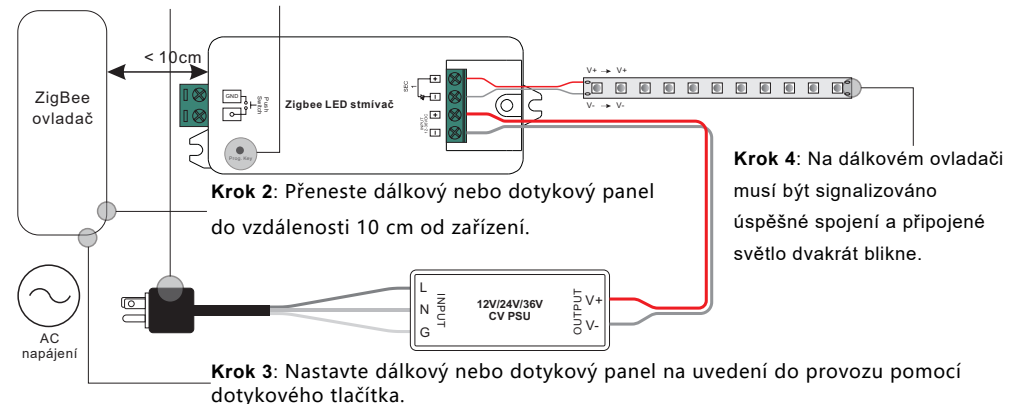 < 10cm
ZigBee
ovladač
GND
Push
Switch
Zigbee LED stmívač
Prog. Key
SEC
1
+
-
+
-
INPUT
V+ → V+
V- → V-
Krok 2: Přeneste dálkový nebo dotykový panel
do vzdálenosti 10 cm od zařízení.
Krok 4: Na dálkovém ovladači
musí být signalizováno
úspěšné spojení a připojené
světlo dvakrát blikne.
AC
napájení
L
N
G
INPUT
12V/24V/36V
CV PSU
OUTPUT
V+
V-
Krok 3: Nastavte dálkový nebo dotykový panel na uvedení do provozu pomocí
dotykového tlačítka.